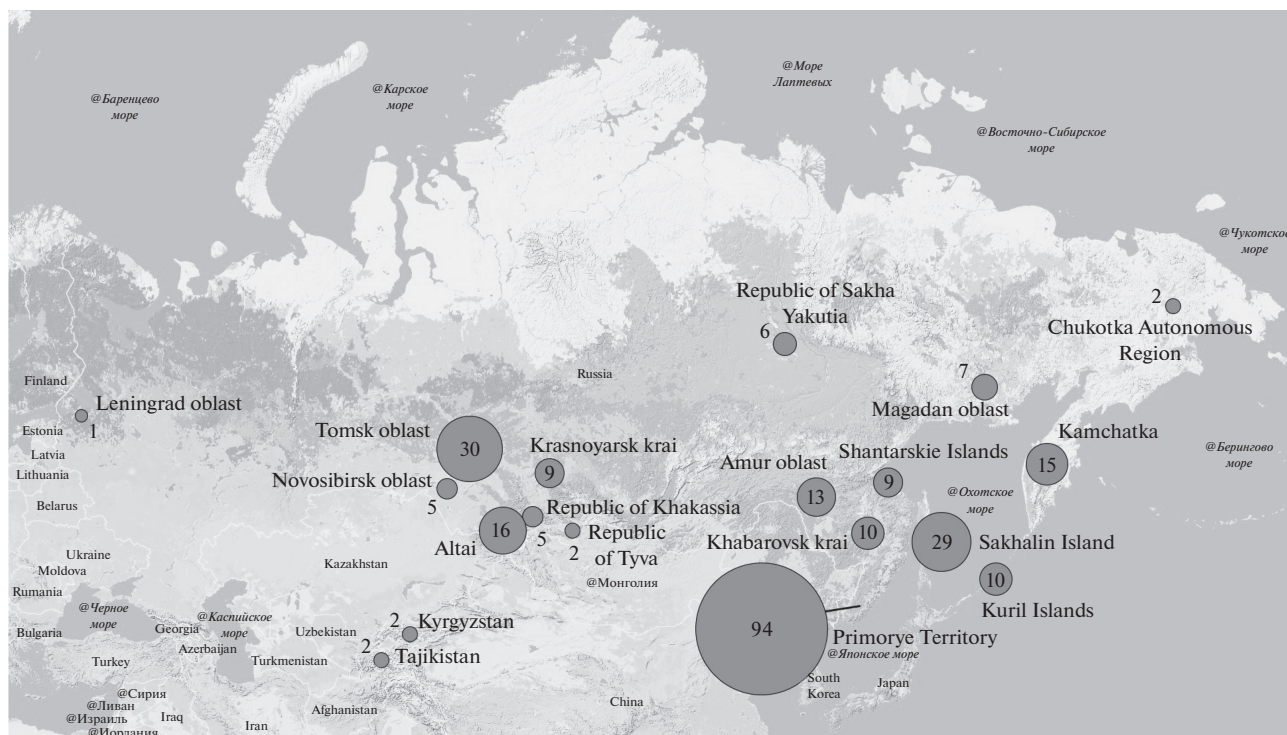 @Море
Лаптевых
@Карское
море
@Баренцево
море
@Восточно-Сибирское
море
@Чукотское
море
Republic of Sakha
Yakutia
6
2
Chukotka Autonomous
Region
Finland
Russia
7
Magadan oblast
Leningrad oblast
1
Estonia
Latvia
Lithuania
Belarus
Tomsk oblast
30
Krasnoyarsk krai
9
Kamchatka
15
@Берингово
море
Shantarskie Islands
9
Amur oblast
13
Novosibirsk oblast
5
@Охотское
море
Republic of Khakassia
5
Altai
16
Republic
of Tyva
2
Khabarovsk krai
10
29
Sakhalin Island
10
Kuril Islands
Ukraine
Moldova
Kazakhstan
@Монголия
Rumania
@Черное
море
@Каспийское
море
Bulgaria
Georgia
Azerbaijan
Uzbekistan
2
Kyrgyzstan
94
Primorye Territory
@Японское море
Turkey
Turkmenistan
2
Tajikistan
South
Korea
Japan
@Сирия
@Ливан
@Израиль
Iraq
@Иордания
Iran
Afghanistan
China